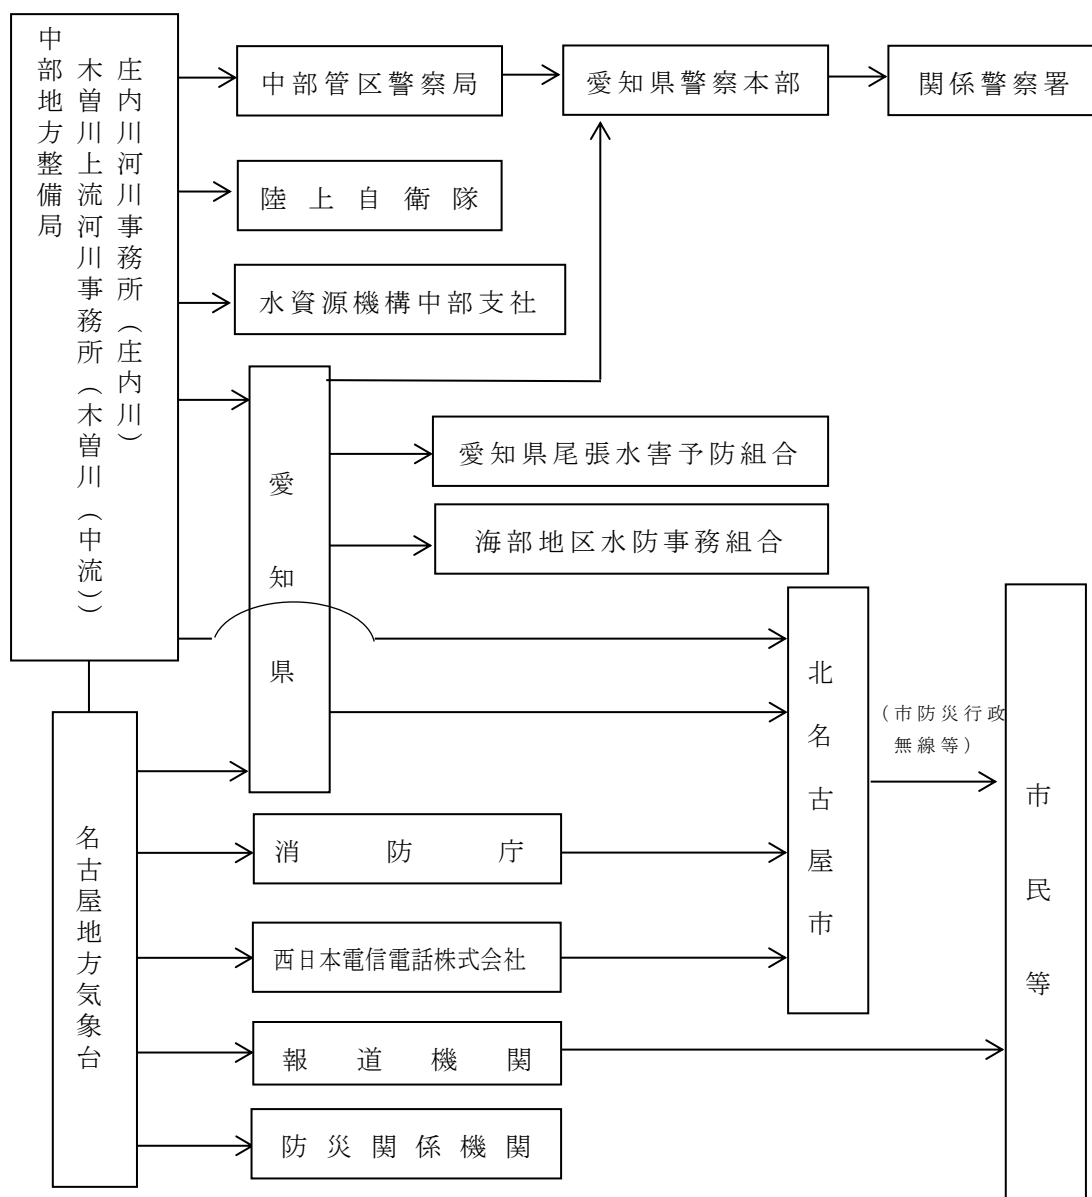 中部地方整備局
木曽川上流河川事務所（木曽川（中流））
庄内川河川事務所（庄内川）
中部管区警察局
愛知県警察本部
関係警察署
陸上自衛隊
水資源機構中部支社
愛知県
愛知県尾張水害予防組合
海部地区水防事務組合
北名古屋市
（市防災行政
無線等）
市民等
名古屋地方気象台
消防庁
西日本電信電話株式会社
報道機関
防災関係機関